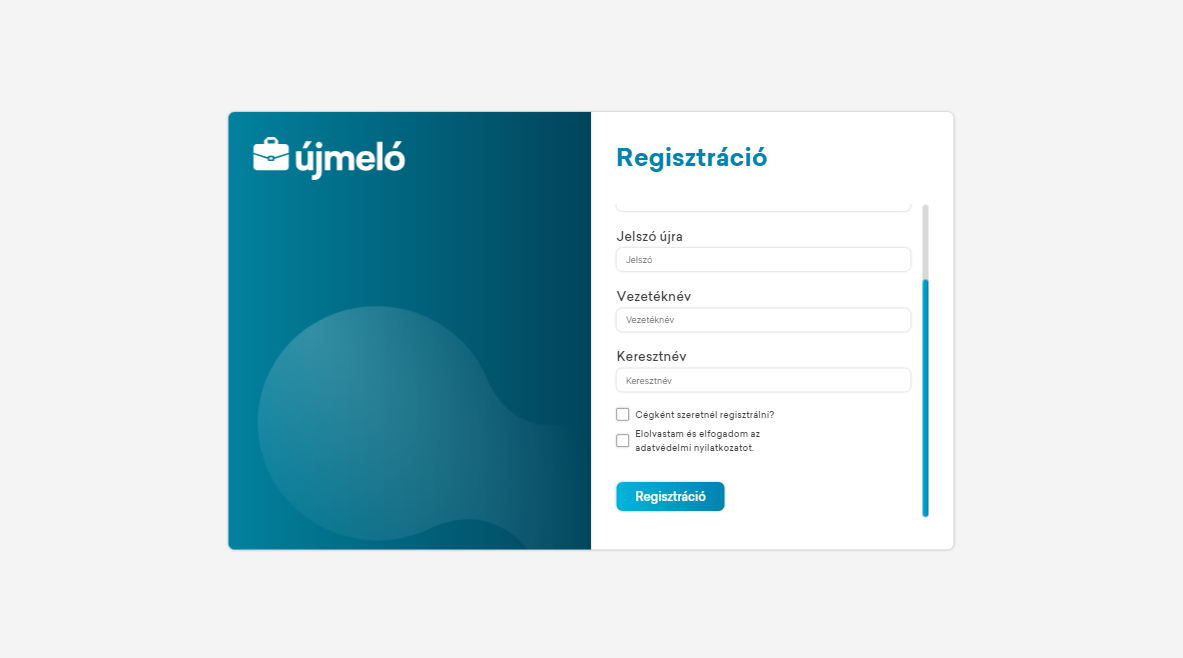 újmeló
Regisztráció
Jelszó újra
Jelszó
Vezetéknév
Vezetéknév
Keresztnév
Keresztnév
Cégként szeretnél regisztrálni?
Elolvastam és elfogadom az
adatvédelmi nyilatkozatot.
Regisztráció